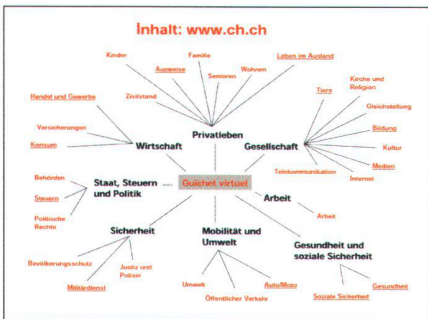 Inhalt: www.ch.ch
Kinder
Familie
Ausweise
Senioren
Wohnen
Leben im Ausland
Zivilstand
Privatleben
Handel und Gewerbe
Versicherungen
Konsum
Wirtschaft
Tiere
Kirche und
Religion
Gleichstellung
Bildung
Kultur
Medien
Internet
Telekommunikation
Gesellschaft
Behörden
Steuern
Politische
Rechte
Staat, Steuern
und Politik
Guichet virtuel
Arbeit
Arbeit
Sicherheit
Bevölkerungsschutz
Militärdienst
Justiz und
Polizei
Mobilität und
Umwelt
Umwelt
Öffentlicher Verkehr
Auto/Moto
Gesundheit und
soziale Sicherheit
Soziale Sicherheit
Gesundheit